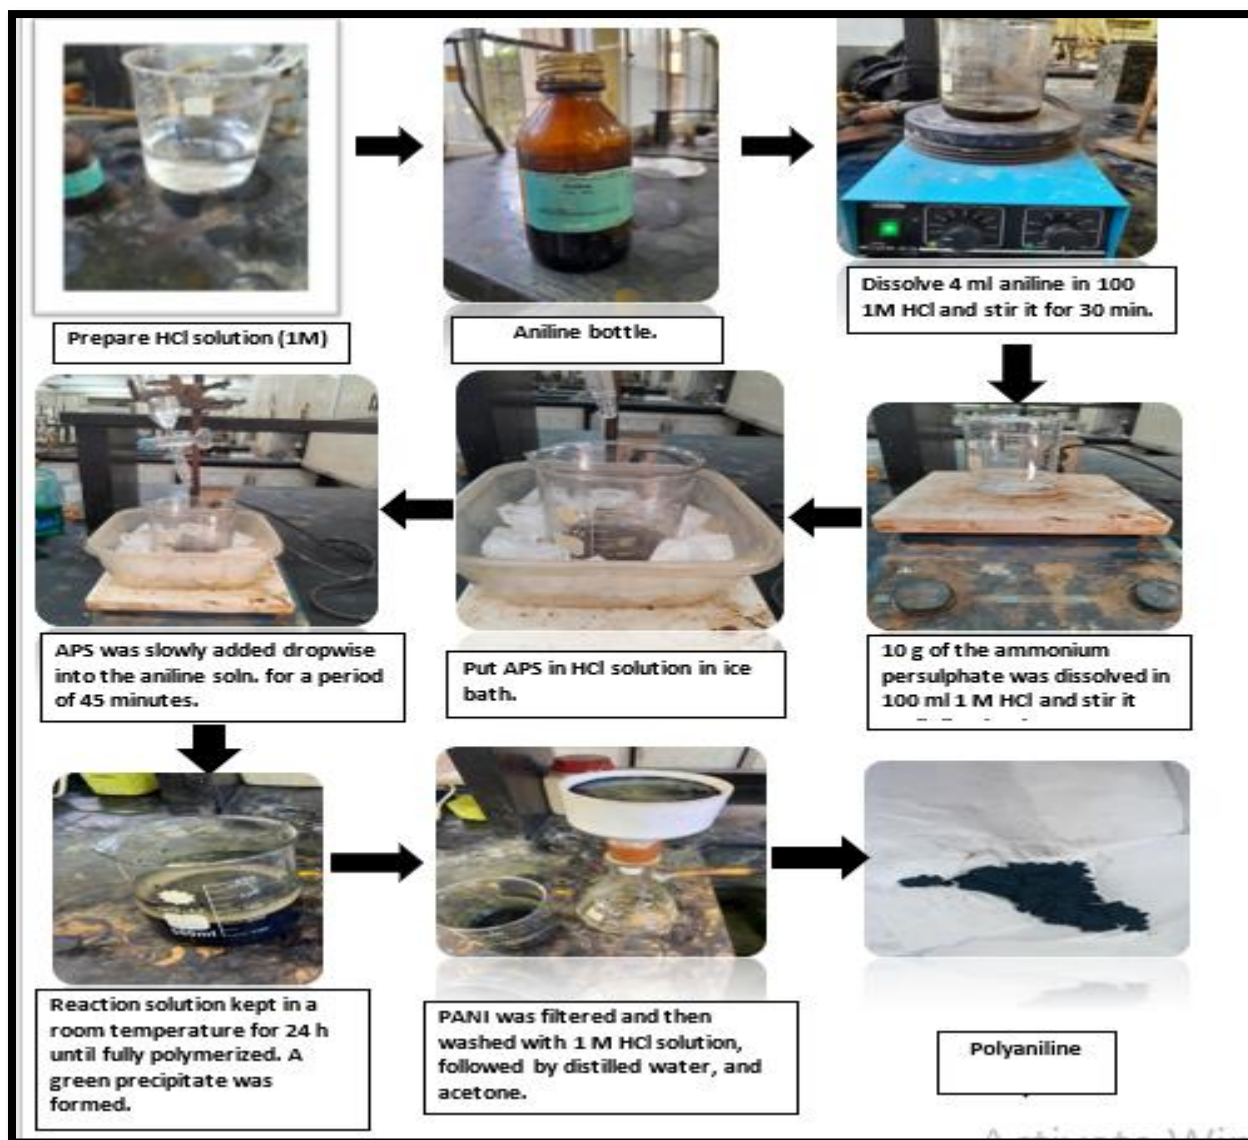 Prepare HCl solution (1M)
Aniline bottle.
Dissolve 4 ml aniline in 100
1M HCl and stir it for 30 min.
10 g of the ammonium
persulphate was dissolved in
100 ml 1 M HCl and stir it
Put APS in HCl solution in ice
bath.
APS was slowly added dropwise
into the aniline soln. for a period
of 45 minutes.
Reaction solution kept in a
room temperature for 24 h
until fully polymerized. A
green precipitate was
formed.
PANI was filtered and then
washed with 1 M HCl solution,
followed by distilled water, and
acetone.
Polyaniline